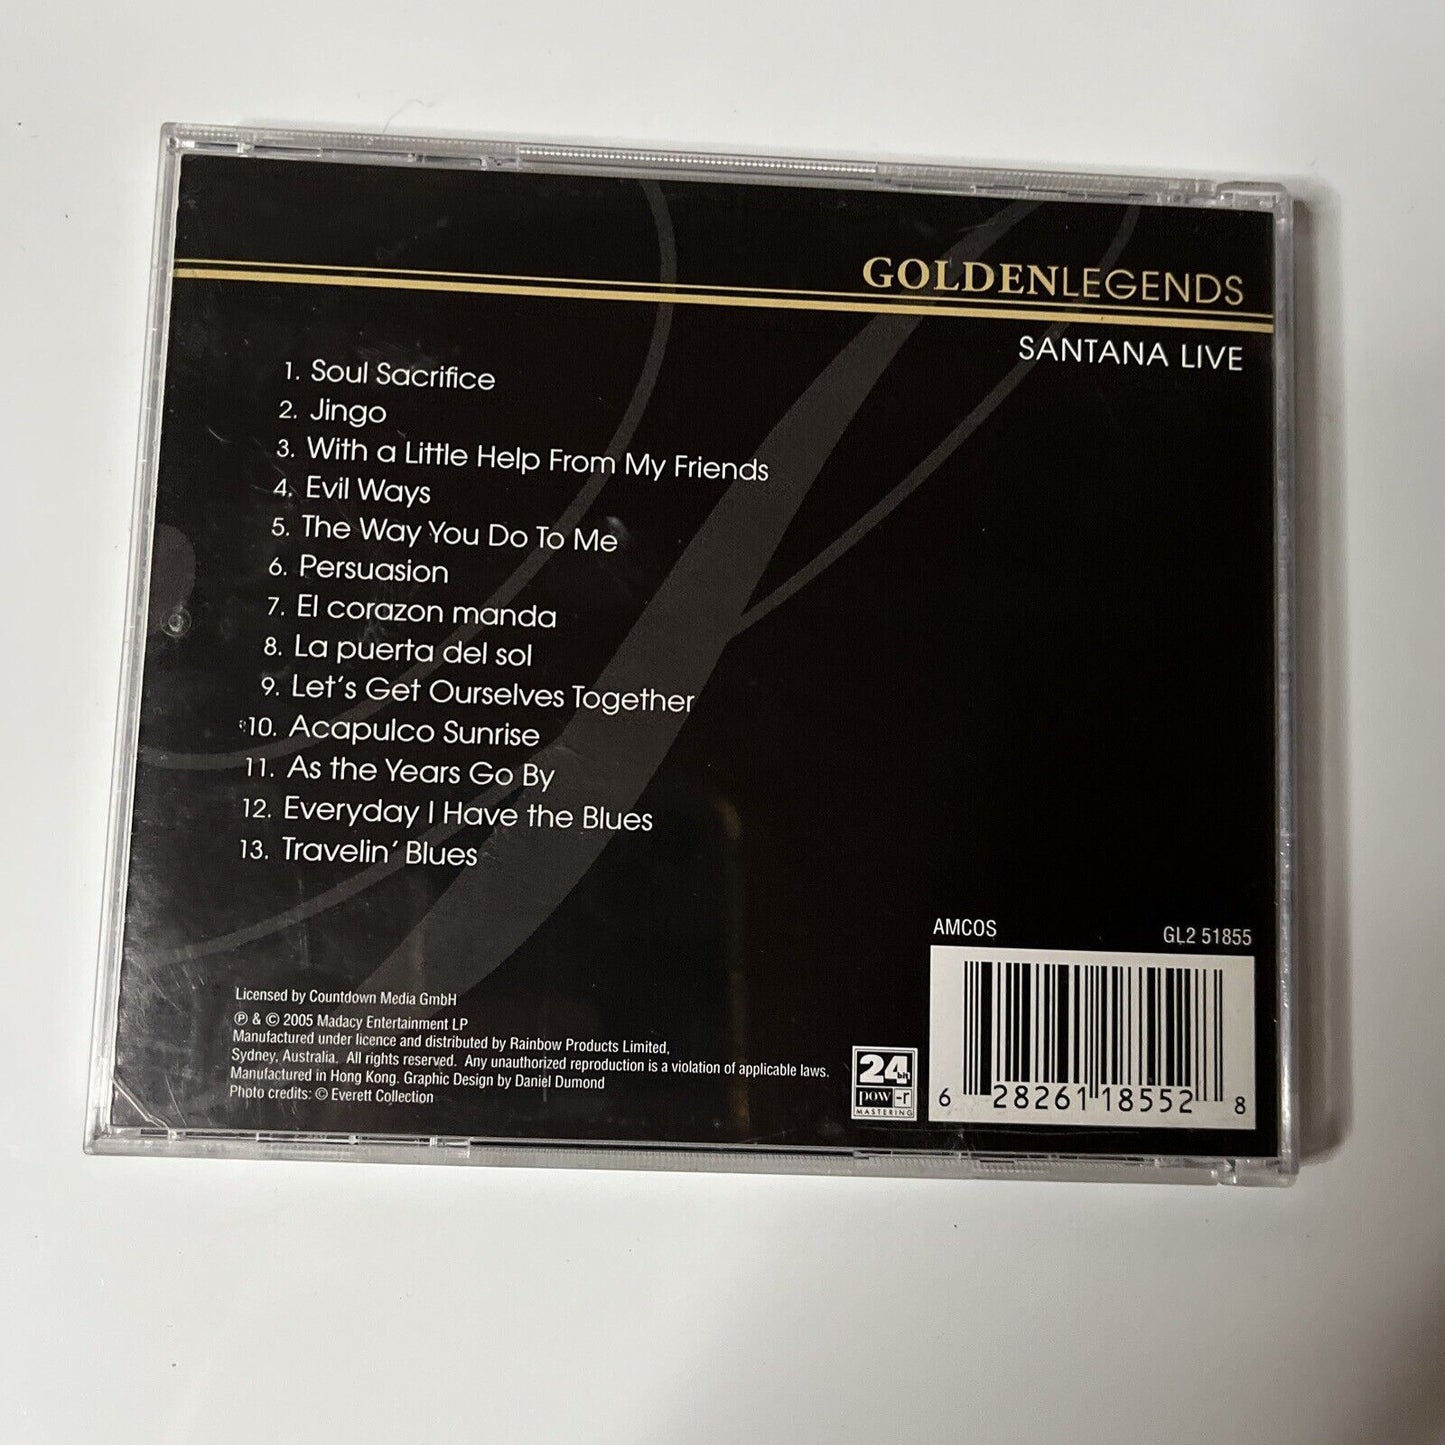 GOLDENLEGENDS
SANTANA LIVE
1. Soul Sacrifice
2. Jingo
3. With a Little Help From My Friends
4. Evil Ways
5. The Way You Do To Me
6. Persuasion
7. El corazon manda
8. La puerta del sol
9. Let's Get Ourselves Together
10. Acapulco Sunrise
11. As the Years Go By
12. Everyday I Have the Blues
13. Travelin' Blues
AMCOS GL2 51855
Licensed by Countdown Media GmbH
℗ & © 2005 Madacy Entertainment LP
Manufactured under licence and distributed by Rainbow Products Limited,
Sydney, Australia. All rights reserved. Any unauthorized reproduction is a violation of applicable laws.
Manufactured in Hong Kong. Graphic Design by Daniel Dumond
Photo credits: © Everett Collection
24 bit
pow-r
MASTERING
6 28261 18552 8